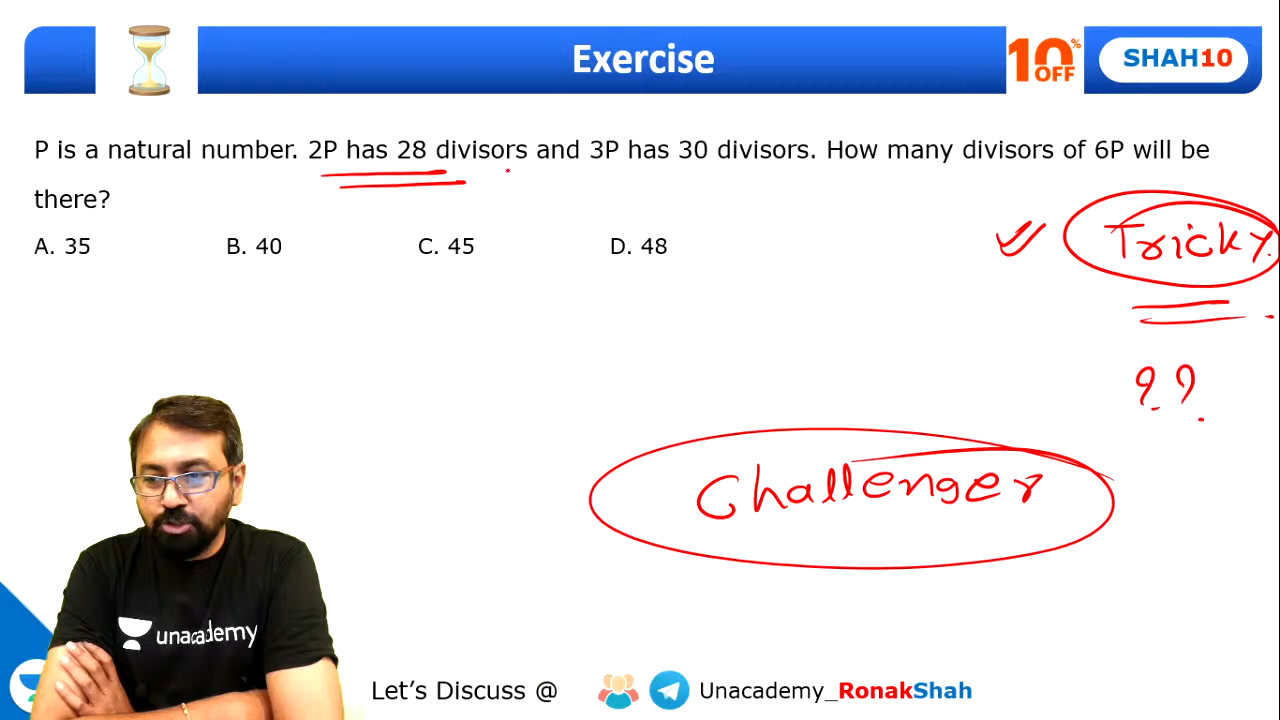 Exercise
10% OFF
SHAH10
P is a natural number. 2P has 28 divisors and 3P has 30 divisors. How many divisors of 6P will be
there?
A. 35 B. 40 C. 45 D. 48
Tricky
??
Challenger
unacademy
Let’s Discuss @ Unacademy_RonakShah